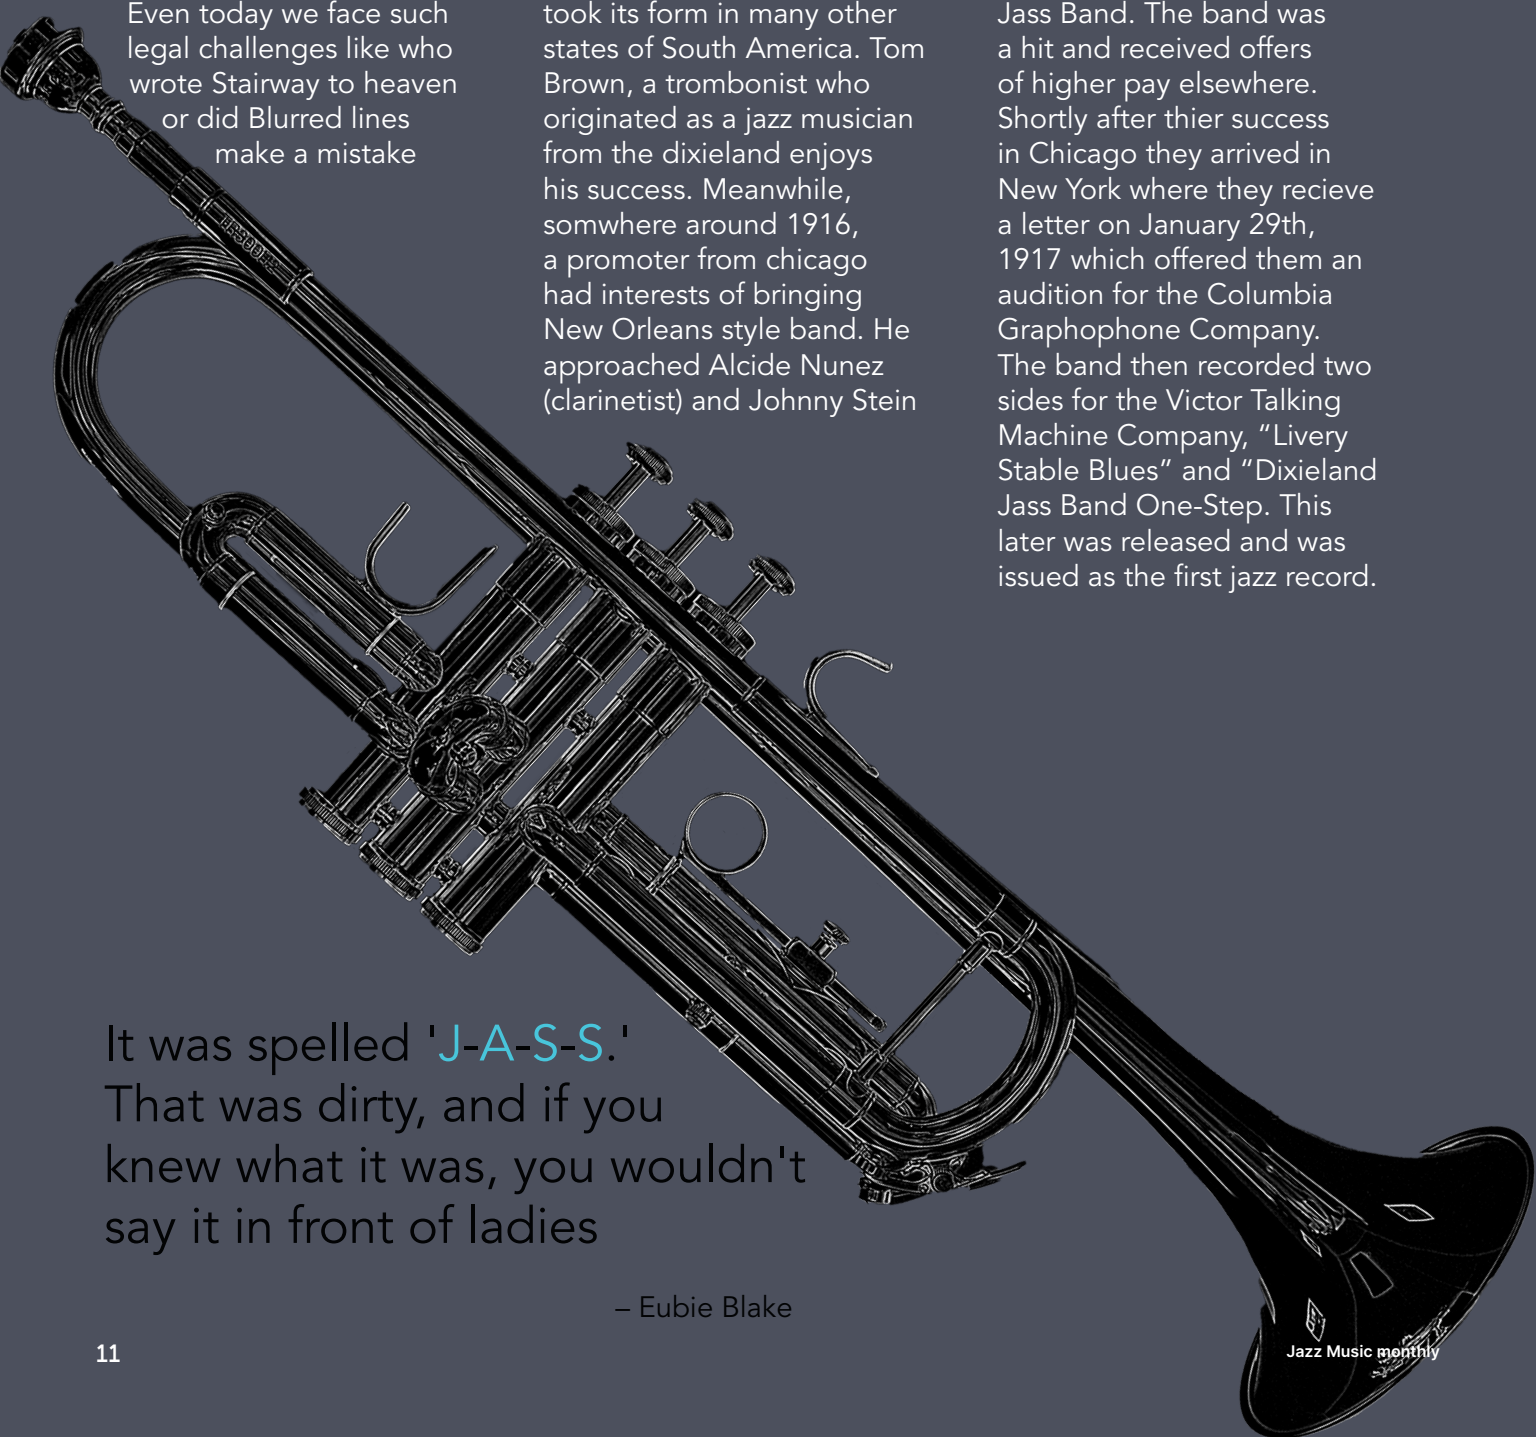 Even today we face such
legal challenges like who
wrote Stairway to heaven
or did Blurred lines
make a mistake
took its form in many other
states of South America. Tom
Brown, a trombonist who
originated as a jazz musician
from the dixieland enjoys
his success. Meanwhile,
somwhere around 1916,
a promoter from chicago
had interests of bringing
New Orleans style band. He
approached Alcide Nunez
(clarinetist) and Johnny Stein
Jass Band. The band was
a hit and received offers
of higher pay elsewhere.
Shortly after thier success
in Chicago they arrived in
New York where they recieve
a letter on January 29th,
1917 which offered them an
audition for the Columbia
Graphophone Company.
The band then recorded two
sides for the Victor Talking
Machine Company, “Livery
Stable Blues” and “Dixieland
Jass Band One-Step. This
later was released and was
issued as the first jazz record.
It was spelled 'J-A-S-S.'
That was dirty, and if you
knew what it was, you wouldn't
say it in front of ladies
– Eubie Blake
11
Jazz Music monthly